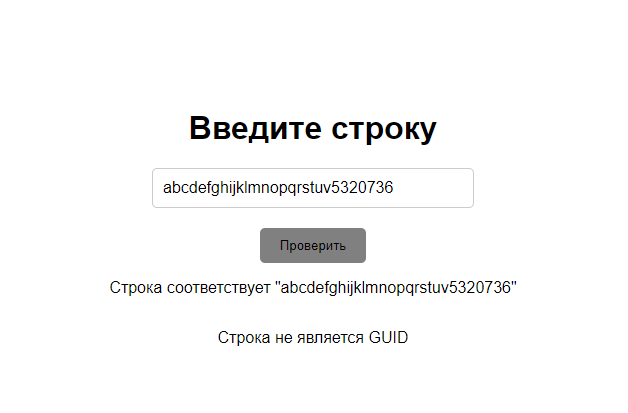 Введите строку
abcdefghijklmnopqrstuv5320736
Проверить
Строка соответствует "abcdefghijklmnopqrstuv5320736"
Строка не является GUID